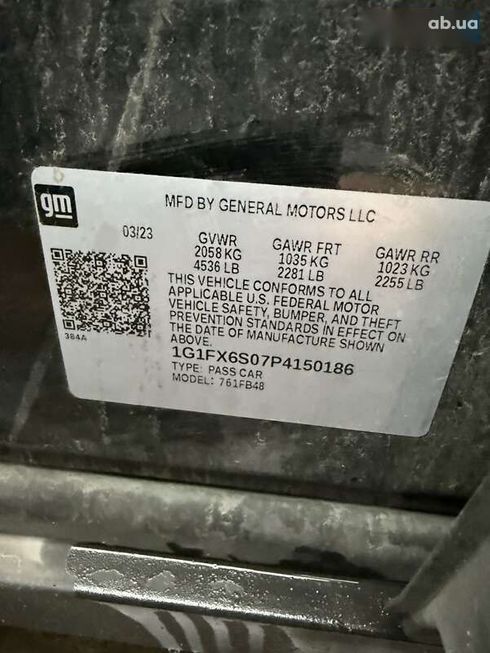 ab.ua
gm
MFD BY GENERAL MOTORS LLC
03/23
GVWR GAWR FRT GAWR RR
2058 KG 1035 KG 1023 KG
4536 LB 2281 LB 2255 LB
THIS VEHICLE CONFORMS TO ALL
APPLICABLE U.S. FEDERAL MOTOR
VEHICLE SAFETY, BUMPER, AND THEFT
PREVENTION STANDARDS IN EFFECT ON
THE DATE OF MANUFACTURE SHOWN
ABOVE.
384A
1G1FX6S07P4150186
TYPE: PASS CAR
MODEL: 761FB48